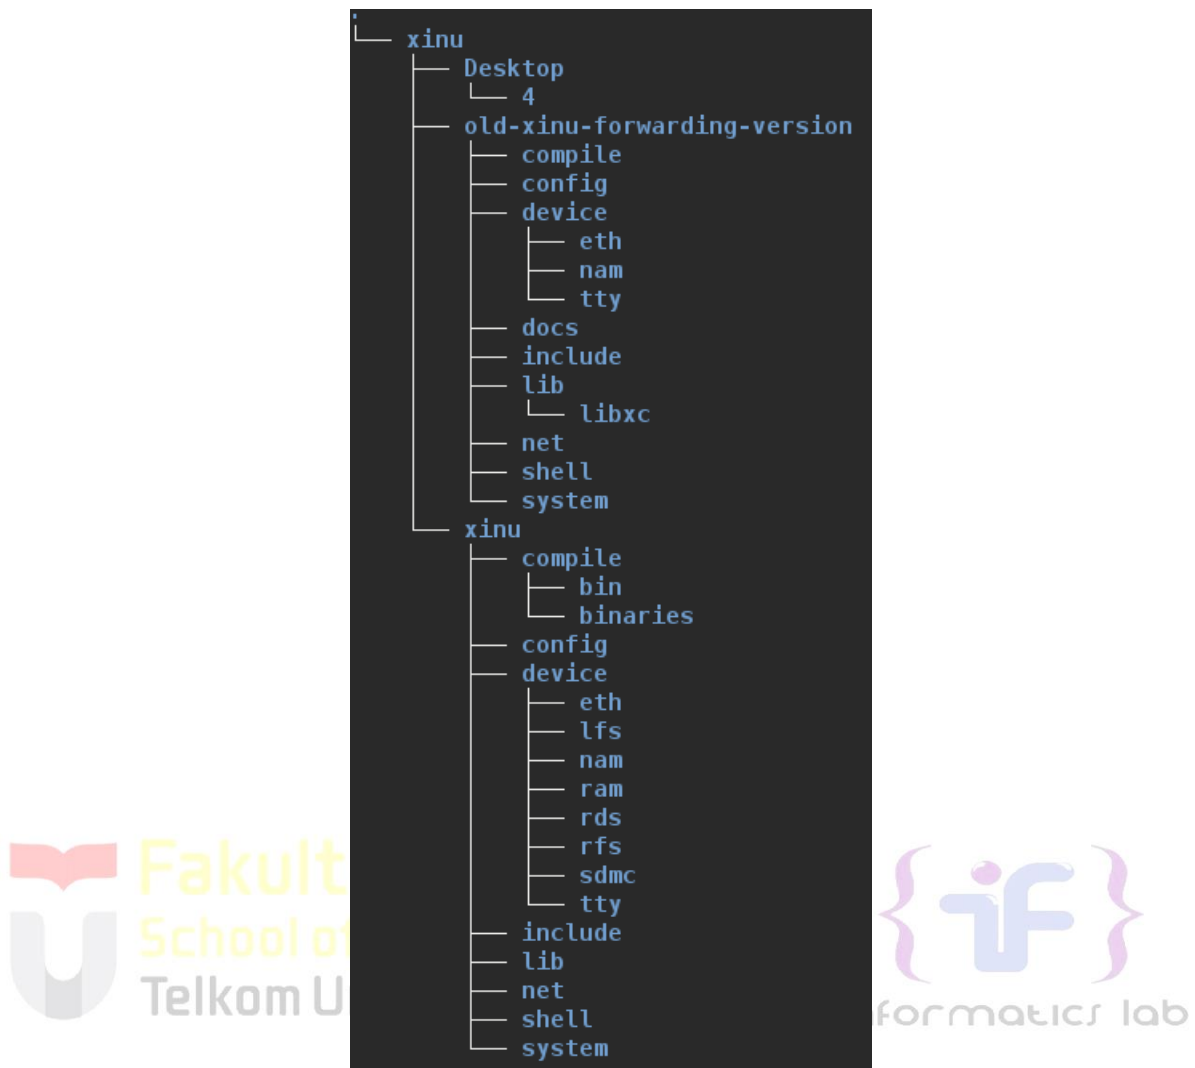 .
└── xinu
    ├── Desktop
    │   └── 4
    ├── old-xinu-forwarding-version
    │   ├── compile
    │   ├── config
    │   ├── device
    │   │   ├── eth
    │   │   ├── nam
    │   │   └── tty
    │   ├── docs
    │   ├── include
    │   ├── lib
    │   │   └── libxc
    │   ├── net
    │   ├── shell
    │   └── system
    └── xinu
        ├── compile
        │   ├── bin
        │   └── binaries
        ├── config
        ├── device
        │   ├── eth
        │   ├── lfs
        │   ├── nam
        │   ├── ram
        │   ├── rds
        │   ├── rfs
        │   ├── sdmc
        │   └── tty
        ├── include
        ├── lib
        ├── net
        ├── shell
        └── system
Fakult
School of
Telkom U
if
formatics lab